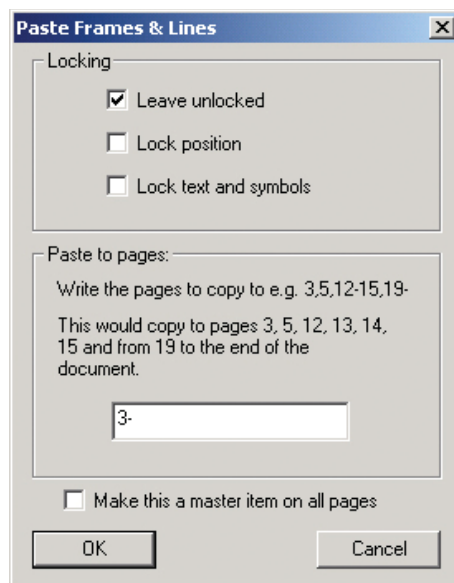 Paste Frames & Lines
Locking
Leave unlocked
Lock position
Lock text and symbols
Paste to pages:
Write the pages to copy to e.g. 3,5,12-15,19-
This would copy to pages 3, 5, 12, 13, 14,
15 and from 19 to the end of the
document.
3-
Make this a master item on all pages
OK Cancel